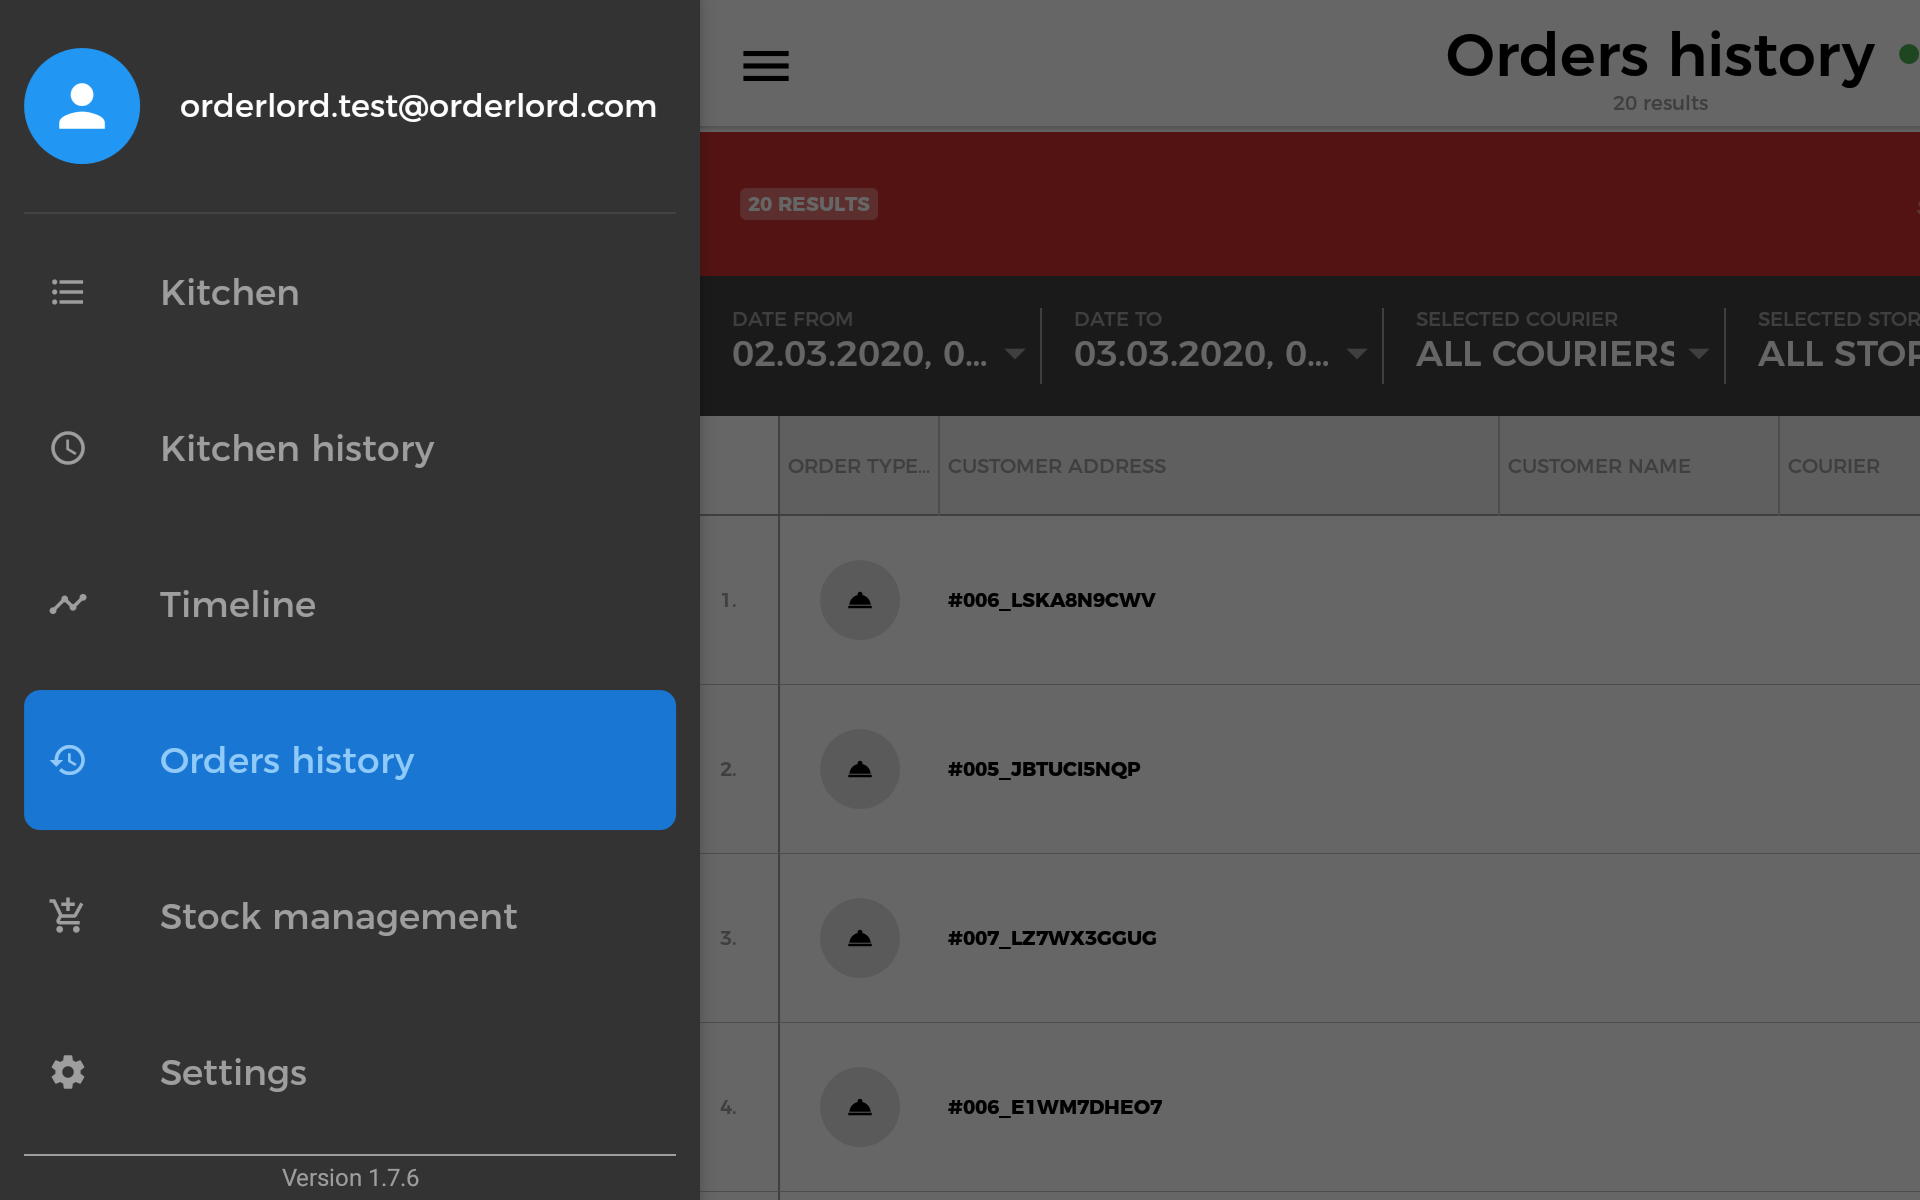 orderlord.test@orderlord.com
Kitchen
Kitchen history
Timeline
Orders history
Stock management
Settings
Version 1.7.6
Orders history
20 results
20 RESULTS
DATE FROM
02.03.2020, 0...
DATE TO
03.03.2020, 0...
SELECTED COURIER
ALL COURIERS
SELECTED STOR
ALL STOR
ORDER TYPE...
CUSTOMER ADDRESS
CUSTOMER NAME
COURIER
1.
#006_LSKA8N9CWV
2.
#005_JBTUCI5NQP
3.
#007_LZ7WX3GGUG
4.
#006_E1WM7DHEO7